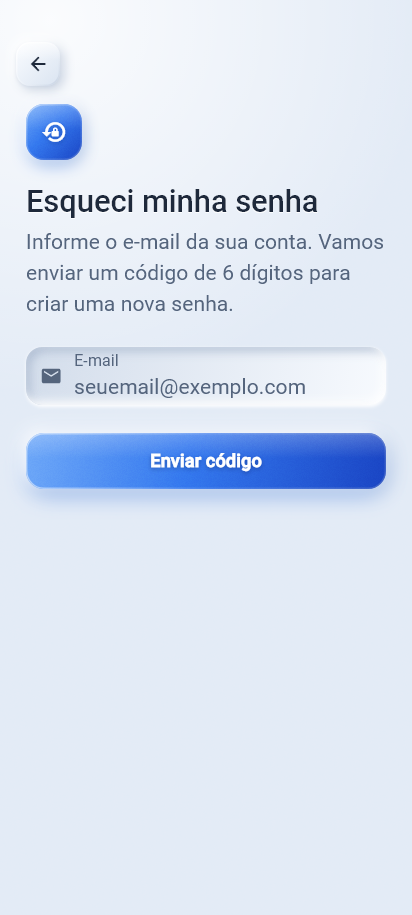 Esqueci minha senha
Informe o e-mail da sua conta. Vamos
enviar um código de 6 dígitos para
criar uma nova senha.
E-mail
seuemail@exemplo.com
Enviar código